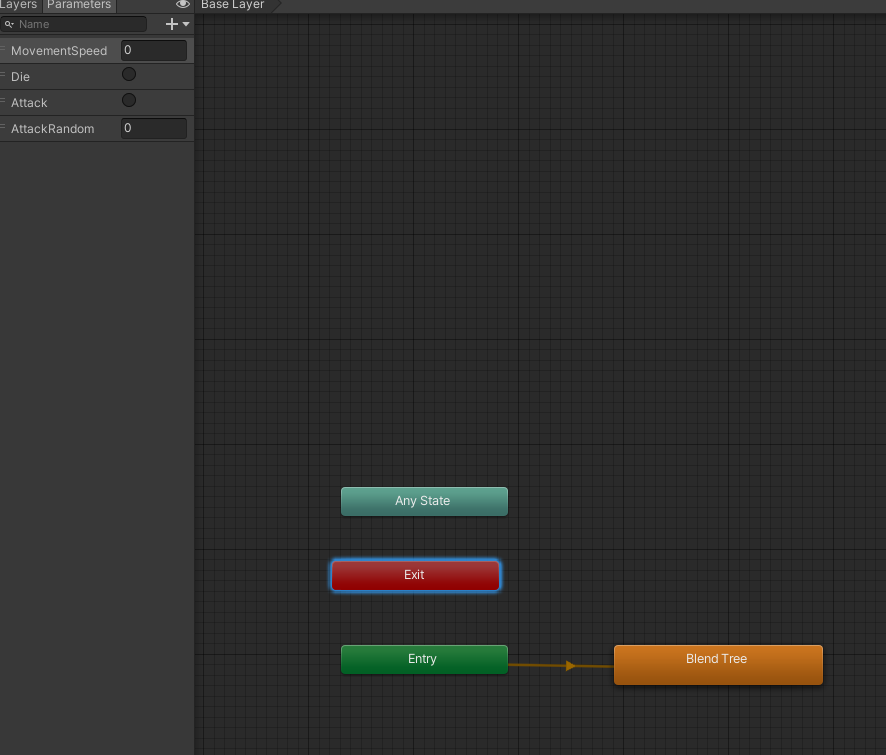 Layers Parameters Base Layer
Name
MovementSpeed 0
Die
Attack
AttackRandom 0
Any State
Exit
Entry Blend Tree